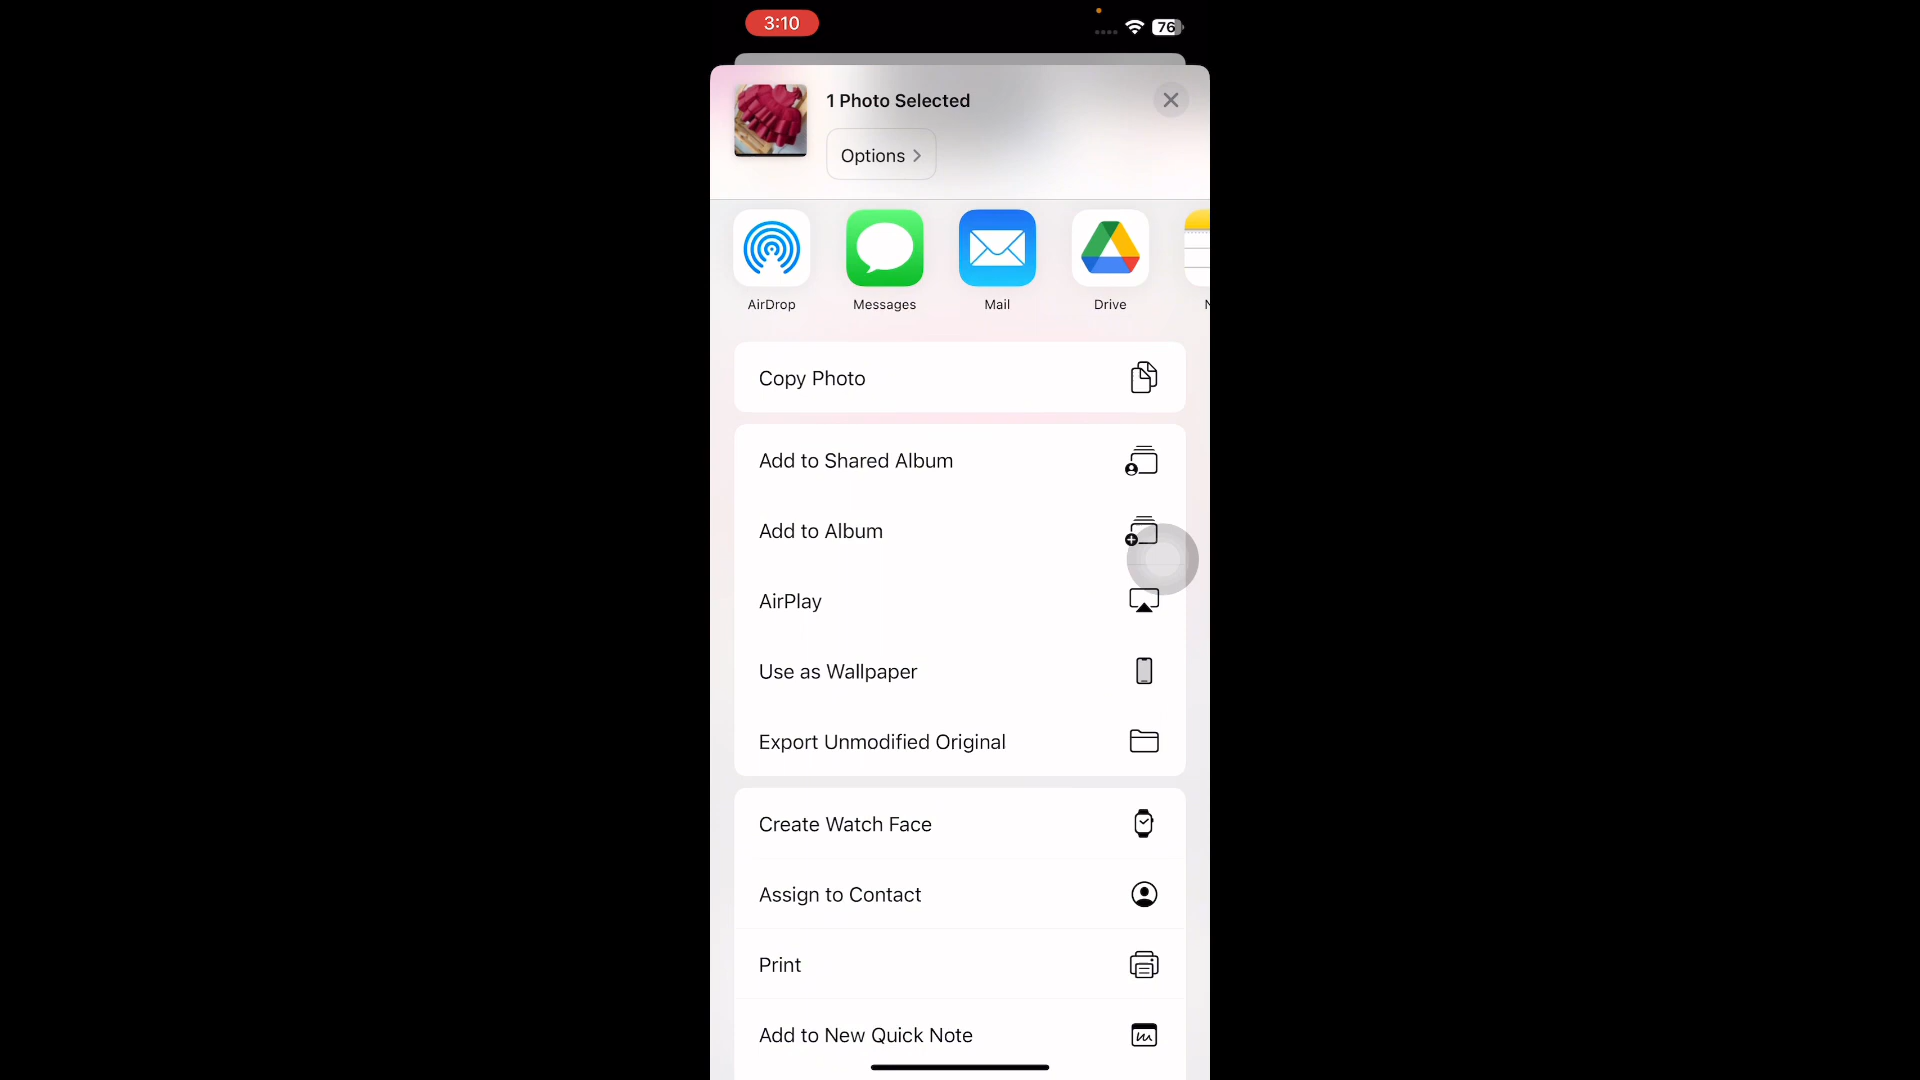 3:10
76
1 Photo Selected
Options
AirDrop
Messages
Mail
Drive
Copy Photo
Add to Shared Album
Add to Album
AirPlay
Use as Wallpaper
Export Unmodified Original
Create Watch Face
Assign to Contact
Print
Add to New Quick Note